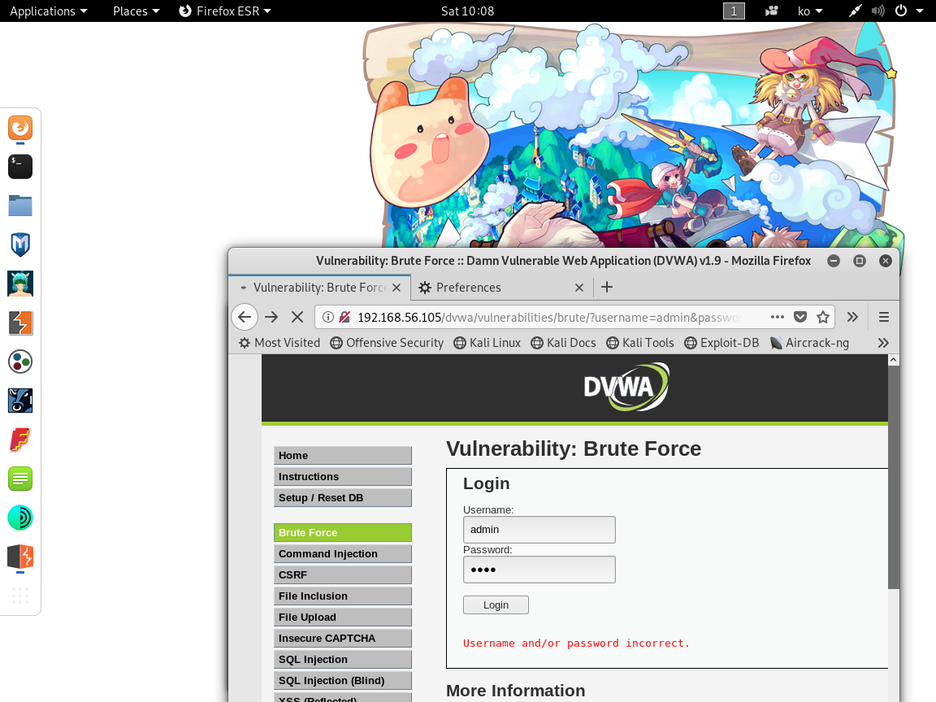 Applications Places Firefox ESR Sat 10:08 1 ko
Vulnerability: Brute Force :: Damn Vulnerable Web Application (DVWA) v1.9 - Mozilla Firefox
Vulnerability: Brute Forc Preferences
192.168.56.105/dvwa/vulnerabilities/brute/?username=admin&passwo
Most Visited Offensive Security Kali Linux Kali Docs Kali Tools Exploit-DB Aircrack-ng
DVWA
Home
Instructions
Setup / Reset DB
Brute Force
Command Injection
CSRF
File Inclusion
File Upload
Insecure CAPTCHA
SQL Injection
SQL Injection (Blind)
XSS (Reflected)
Vulnerability: Brute Force
Login
Username:
admin
Password:
••••
Login
Username and/or password incorrect.
More Information